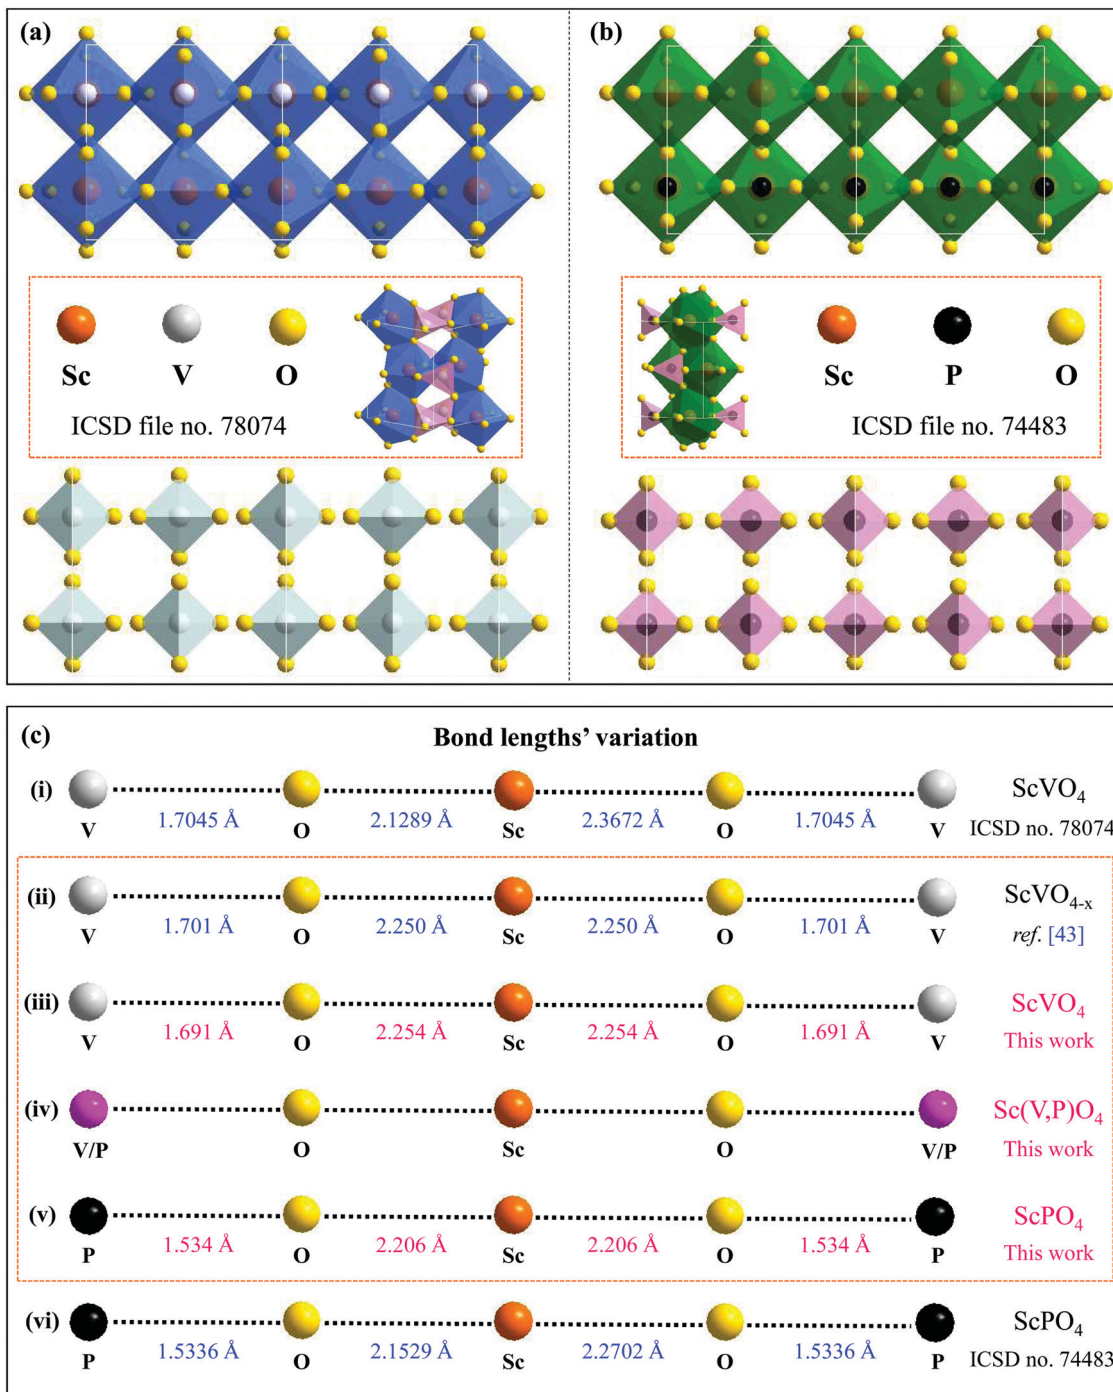 (a)
(b)
Sc V O
ICSD file no. 78074
Sc P O
ICSD file no. 74483
(c)
Bond lengths’ variation
(i)
V 1.7045 Å O 2.1289 Å Sc 2.3672 Å O 1.7045 Å V
ScVO₄
ICSD no. 78074
(ii)
V 1.701 Å O 2.250 Å Sc 2.250 Å O 1.701 Å V
ScVO₄₋ₓ
ref. [43]
(iii)
V 1.691 Å O 2.254 Å Sc 2.254 Å O 1.691 Å V
ScVO₄
This work
(iv)
V/P O Sc O V/P
Sc(V,P)O₄
This work
(v)
P 1.534 Å O 2.206 Å Sc 2.206 Å O 1.534 Å P
ScPO₄
This work
(vi)
P 1.5336 Å O 2.1529 Å Sc 2.2702 Å O 1.5336 Å P
ScPO₄
ICSD no. 74483